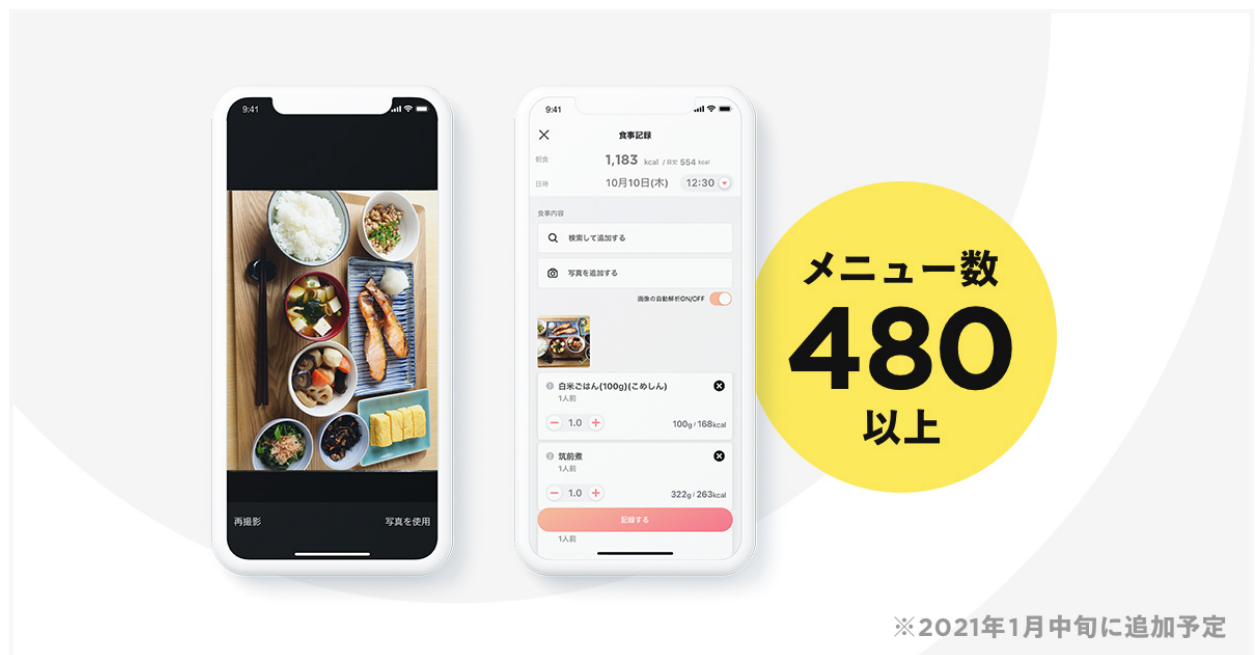 9:41
再撮影
写真を使用
9:41
食事記録
朝食
1,183 kcal / 目安 554 kcal
日時
10月10日(木)
12:30
食事内容
検索して追加する
写真を追加する
画像の自動解析ON/OFF
白米ごはん(100g)(こめしん)
1人前
1.0
100g / 168kcal
筑前煮
1人前
1.0
322g / 263kcal
記録する
1人前
メニュー数
480
以上
※2021年1月中旬に追加予定